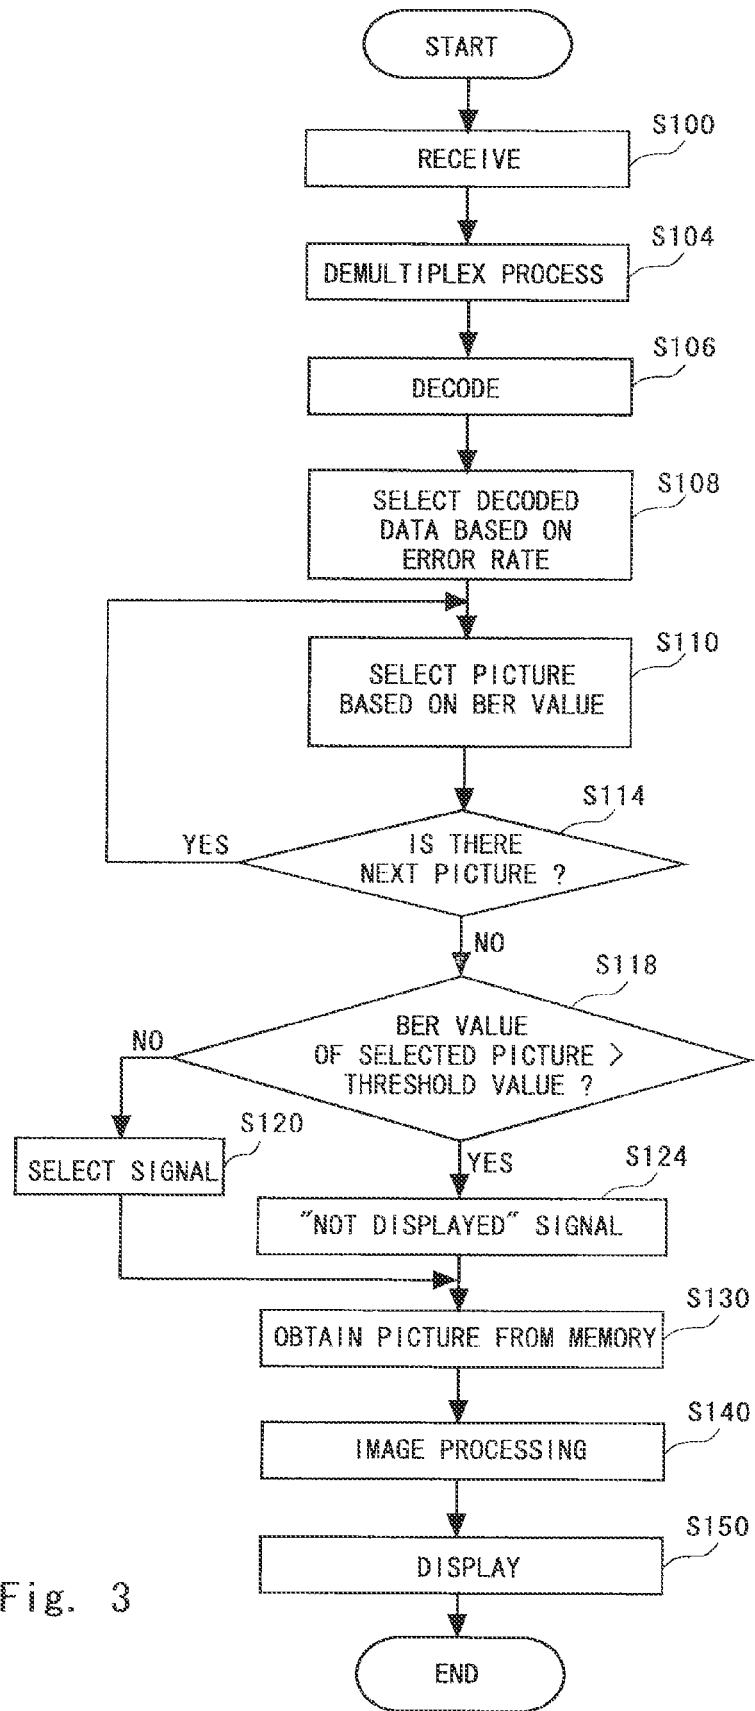 START
S100
RECEIVE
S104
DEMULTIPLEX PROCESS
S106
DECODE
S108
SELECT DECODED
DATA BASED ON
ERROR RATE
S110
SELECT PICTURE
BASED ON BER VALUE
S114
YES
IS THERE
NEXT PICTURE ?
NO
S118
NO
BER VALUE
OF SELECTED PICTURE >
THRESHOLD VALUE ?
S120
SELECT SIGNAL
YES
S124
"NOT DISPLAYED" SIGNAL
S130
OBTAIN PICTURE FROM MEMORY
S140
IMAGE PROCESSING
S150
DISPLAY
Fig. 3
END